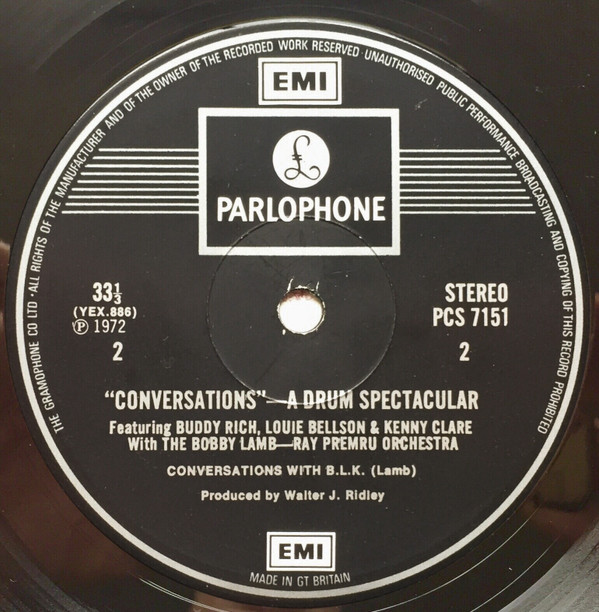 THE GRAMOPHONE CO LTD · ALL RIGHTS OF THE MANUFACTURER AND OF THE OWNER OF THE RECORDED WORK RESERVED · UNAUTHORISED PUBLIC PERFORMANCE BROADCASTING AND COPYING OF THIS RECORD PROHIBITED
EMI
£
PARLOPHONE
33⅓
(YEX.886)
Ⓟ 1972
2
STEREO
PCS 7151
2
"CONVERSATIONS"—A DRUM SPECTACULAR
Featuring BUDDY RICH, LOUIE BELLSON & KENNY CLARE
With THE BOBBY LAMB—RAY PREMRU ORCHESTRA
CONVERSATIONS WITH B.L.K. (Lamb)
Produced by Walter J. Ridley
EMI
MADE IN GT BRITAIN